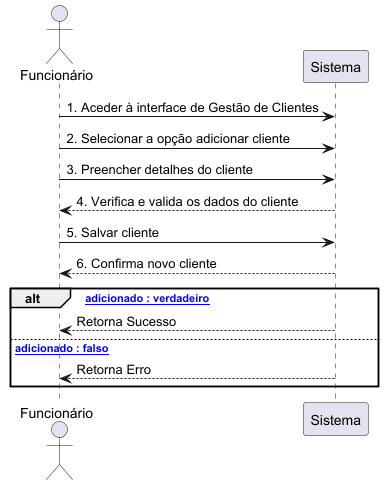 Funcionário
Sistema
1. Aceder à interface de Gestão de Clientes
2. Selecionar a opção adicionar cliente
3. Preencher detalhes do cliente
4. Verifica e valida os dados do cliente
5. Salvar cliente
6. Confirma novo cliente
alt adicionado : verdadeiro
Retorna Sucesso
adicionado : falso
Retorna Erro
Funcionário
Sistema